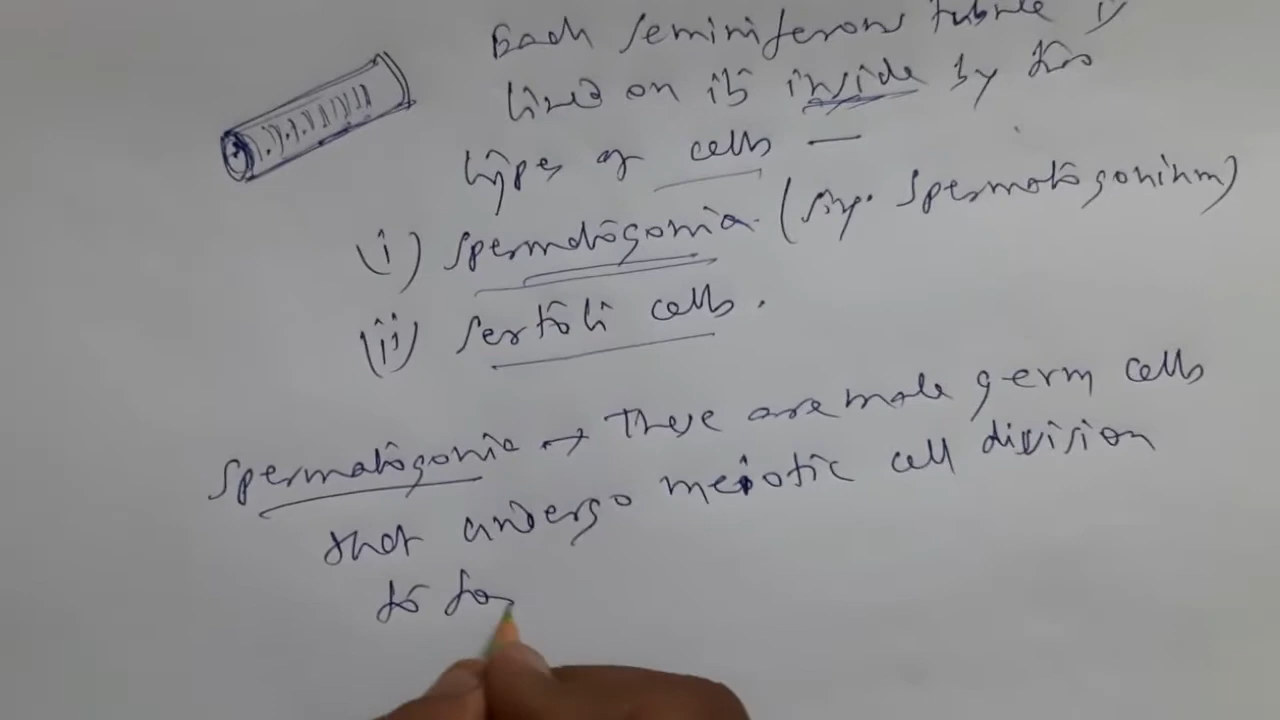 Each seminiferous tubule is
lined on its inside by two
types of cells —
(i) spermatogonia (sing. spermatogonium)
(ii) sertoli cells.
Spermatogonia → These are male germ cells
that undergo meiotic cell division
to for